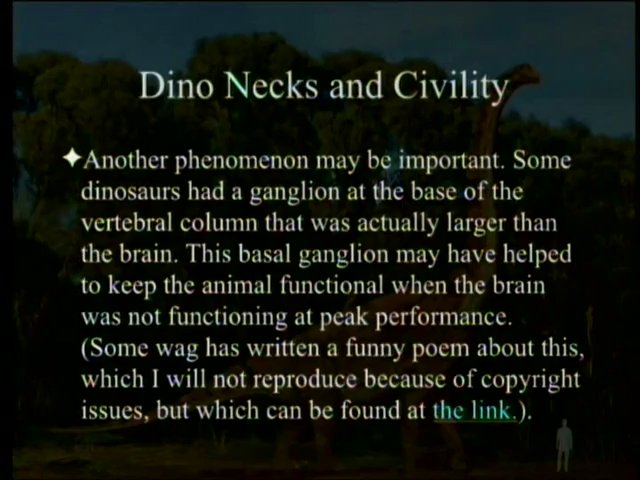 Dino Necks and Civility
Another phenomenon may be important. Some
dinosaurs had a ganglion at the base of the
vertebral column that was actually larger than
the brain. This basal ganglion may have helped
to keep the animal functional when the brain
was not functioning at peak performance.
(Some wag has written a funny poem about this,
which I will not reproduce because of copyright
issues, but which can be found at the link.).